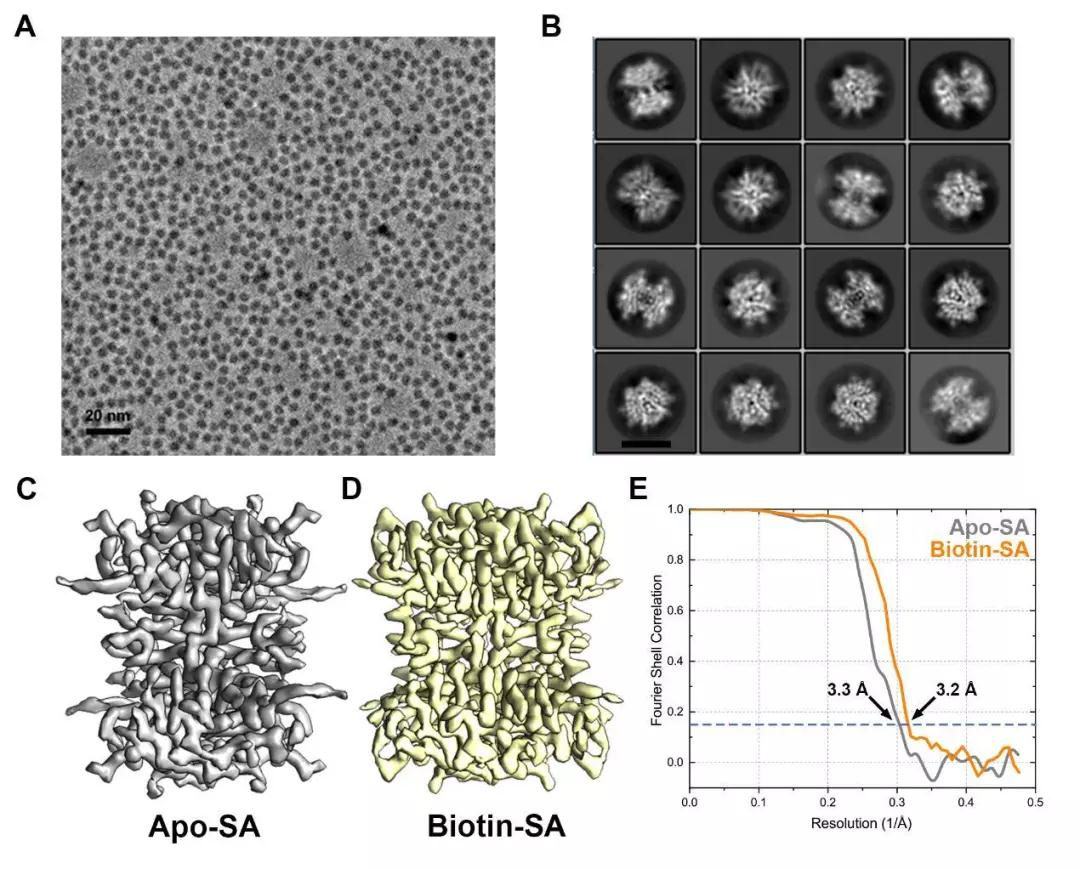 A
B
20 nm
C
D
E
Apo-SA
Biotin-SA
1.0
0.8
0.6
0.4
0.2
0.0
Fourier Shell Correlation
Apo-SA
Biotin-SA
3.3 Å
3.2 Å
0.0
0.1
0.2
0.3
0.4
0.5
Resolution (1/Å)